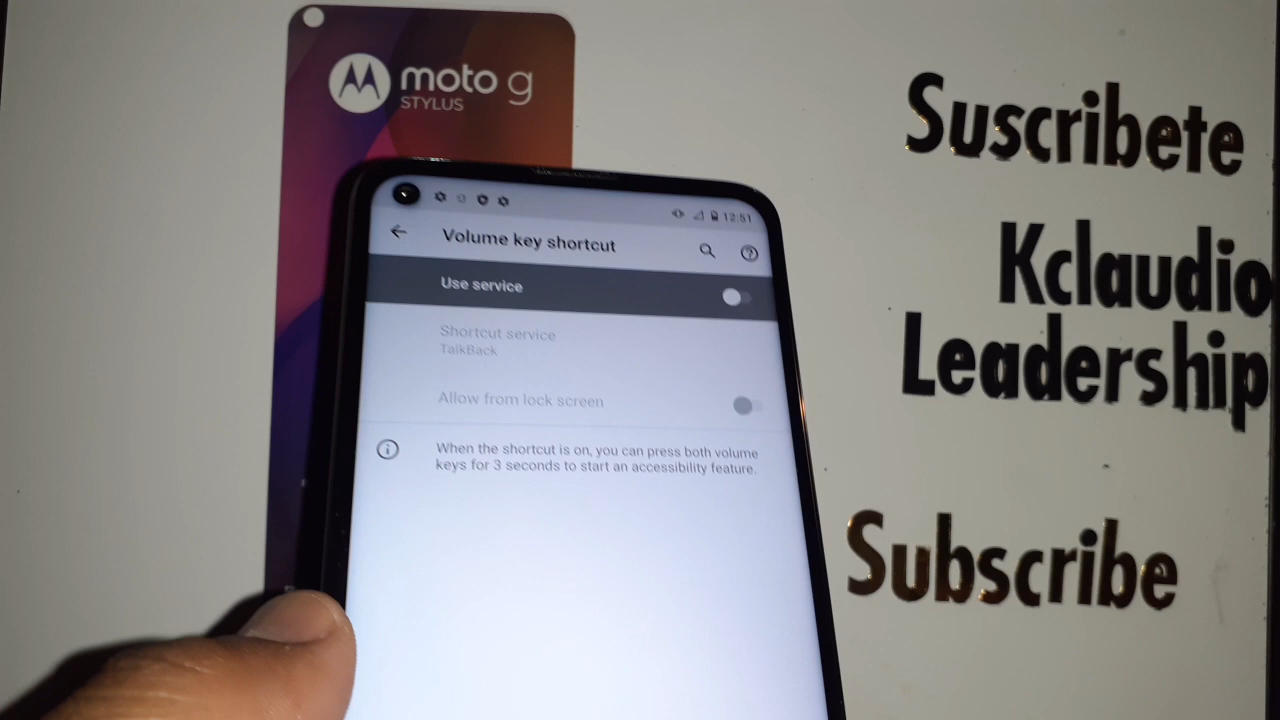 moto g
STYLUS
12:51
Volume key shortcut
Use service
Shortcut service
TalkBack
Allow from lock screen
When the shortcut is on, you can press both volume
keys for 3 seconds to start an accessibility feature.
Suscribete
Kclaudio
Leadership
Subscribe